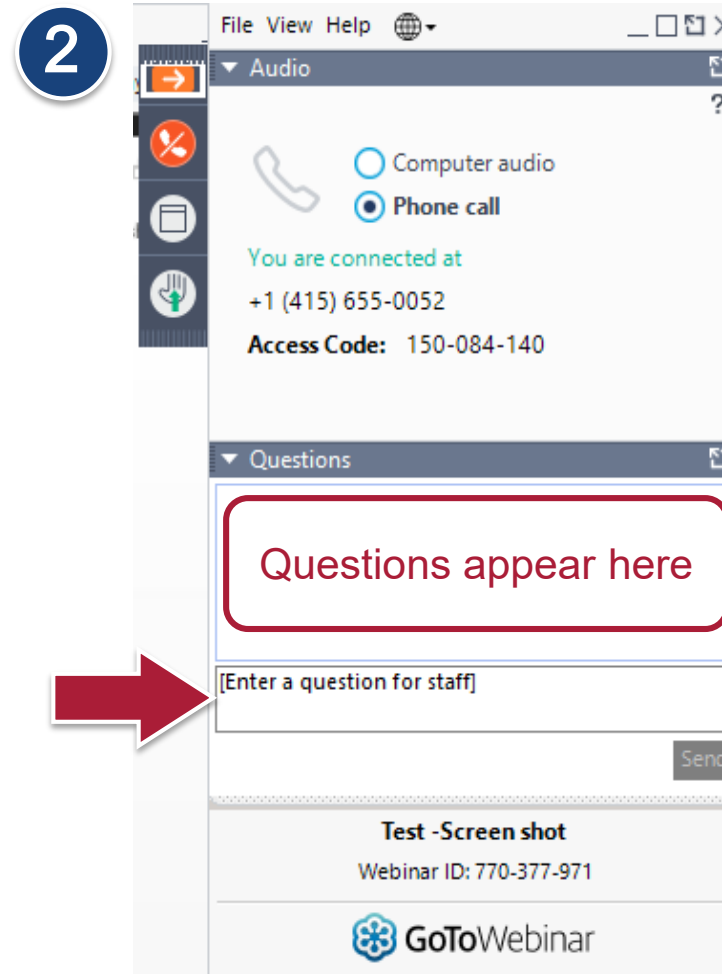 2
File View Help
Audio
?
Computer audio
Phone call
You are connected at
+1 (415) 655-0052
Access Code: 150-084-140
Questions
Questions appear here
[Enter a question for staff]
Send
Test -Screen shot
Webinar ID: 770-377-971
GoToWebinar